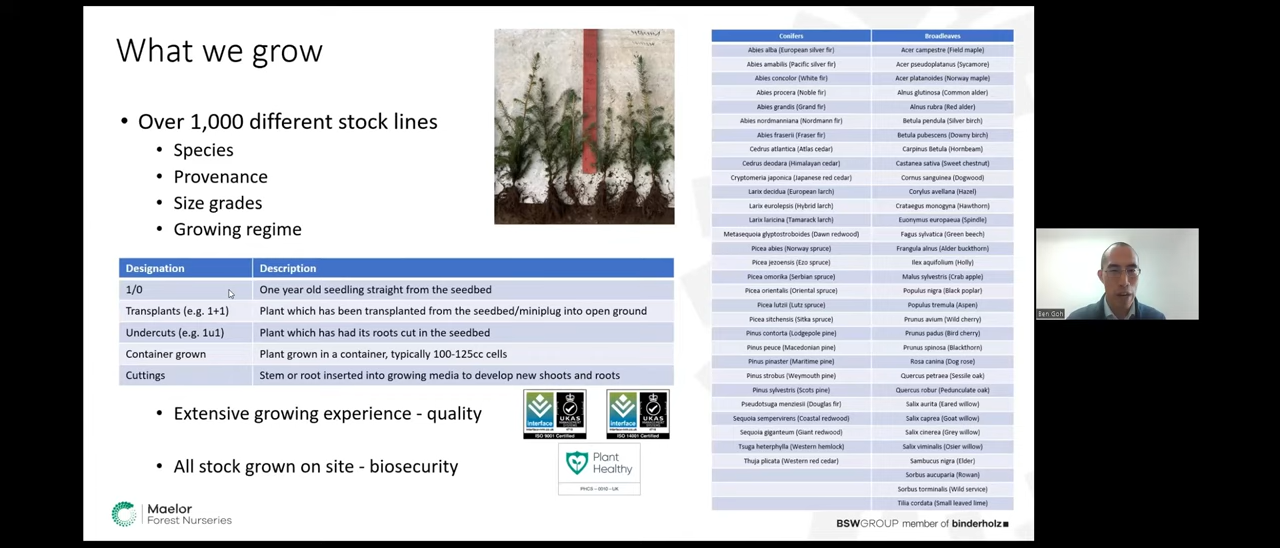 What we grow
• Over 1,000 different stock lines
• Species
• Provenance
• Size grades
• Growing regime
Designation Description
1/0 One year old seedling straight from the seedbed
Transplants (e.g. 1+1) Plant which has been transplanted from the seedbed/miniplug into open ground
Undercuts (e.g. 1u1) Plant which has had its roots cut in the seedbed
Container grown Plant grown in a container, typically 100-125cc cells
Cuttings Stem or root inserted into growing media to develop new shoots and roots
• Extensive growing experience - quality
• All stock grown on site - biosecurity
interface
UKAS
ISO 9001 Certified
interface
UKAS
ISO 14001 Certified
Plant
Healthy
PHCS – 0010 - UK
Maelor
Forest Nurseries
Conifers Broadleaves
Abies alba (European silver fir) Acer campestre (Field maple)
Abies amabilis (Pacific silver fir) Acer pseudoplatanus (Sycamore)
Abies concolor (White fir) Acer platanoides (Norway maple)
Abies procera (Noble fir) Alnus glutinosa (Common alder)
Abies grandis (Grand fir) Alnus rubra (Red alder)
Abies nordmanniana (Nordmann fir) Betula pendula (Silver birch)
Abies fraserii (Fraser fir) Betula pubescens (Downy birch)
Cedrus atlantica (Atlas cedar) Carpinus Betula (Hornbeam)
Cedrus deodara (Himalayan cedar) Castanea sativa (Sweet chestnut)
Cryptomeria japonica (Japanese red cedar) Cornus sanguinea (Dogwood)
Larix decidua (European larch) Corylus avellana (Hazel)
Larix eurolepsis (Hybrid larch) Crataegus monogyna (Hawthorn)
Larix laricina (Tamarack larch) Euonymus europaeua (Spindle)
Metasequoia glyptostroboides (Dawn redwood) Fagus sylvatica (Green beech)
Picea abies (Norway spruce) Frangula alnus (Alder buckthorn)
Picea jezoensis (Ezo spruce) Ilex aquifolium (Holly)
Picea omorika (Serbian spruce) Malus sylvestris (Crab apple)
Picea orientalis (Oriental spruce) Populus nigra (Black poplar)
Picea lutzii (Lutz spruce) Populus tremula (Aspen)
Picea sitchensis (Sitka spruce) Prunus avium (Wild cherry)
Pinus contorta (Lodgepole pine) Prunus padus (Bird cherry)
Pinus peuce (Macedonian pine) Prunus spinosa (Blackthorn)
Pinus pinaster (Maritime pine) Rosa canina (Dog rose)
Pinus strobus (Weymouth pine) Quercus petraea (Sessile oak)
Pinus sylvestris (Scots pine) Quercus robur (Pedunculate oak)
Pseudotsuga menziesii (Douglas fir) Salix aurita (Eared willow)
Sequoia sempervirens (Coastal redwood) Salix caprea (Goat willow)
Sequoia giganteum (Giant redwood) Salix cinerea (Grey willow)
Tsuga heterphylla (Western hemlock) Salix viminalis (Osier willow)
Thuja plicata (Western red cedar) Sambucus nigra (Elder)
Sorbus aucuparia (Rowan)
Sorbus torminalis (Wild service)
Tilia cordata (Small leaved lime)
BSWGROUP member of binderholz
Ben Goh